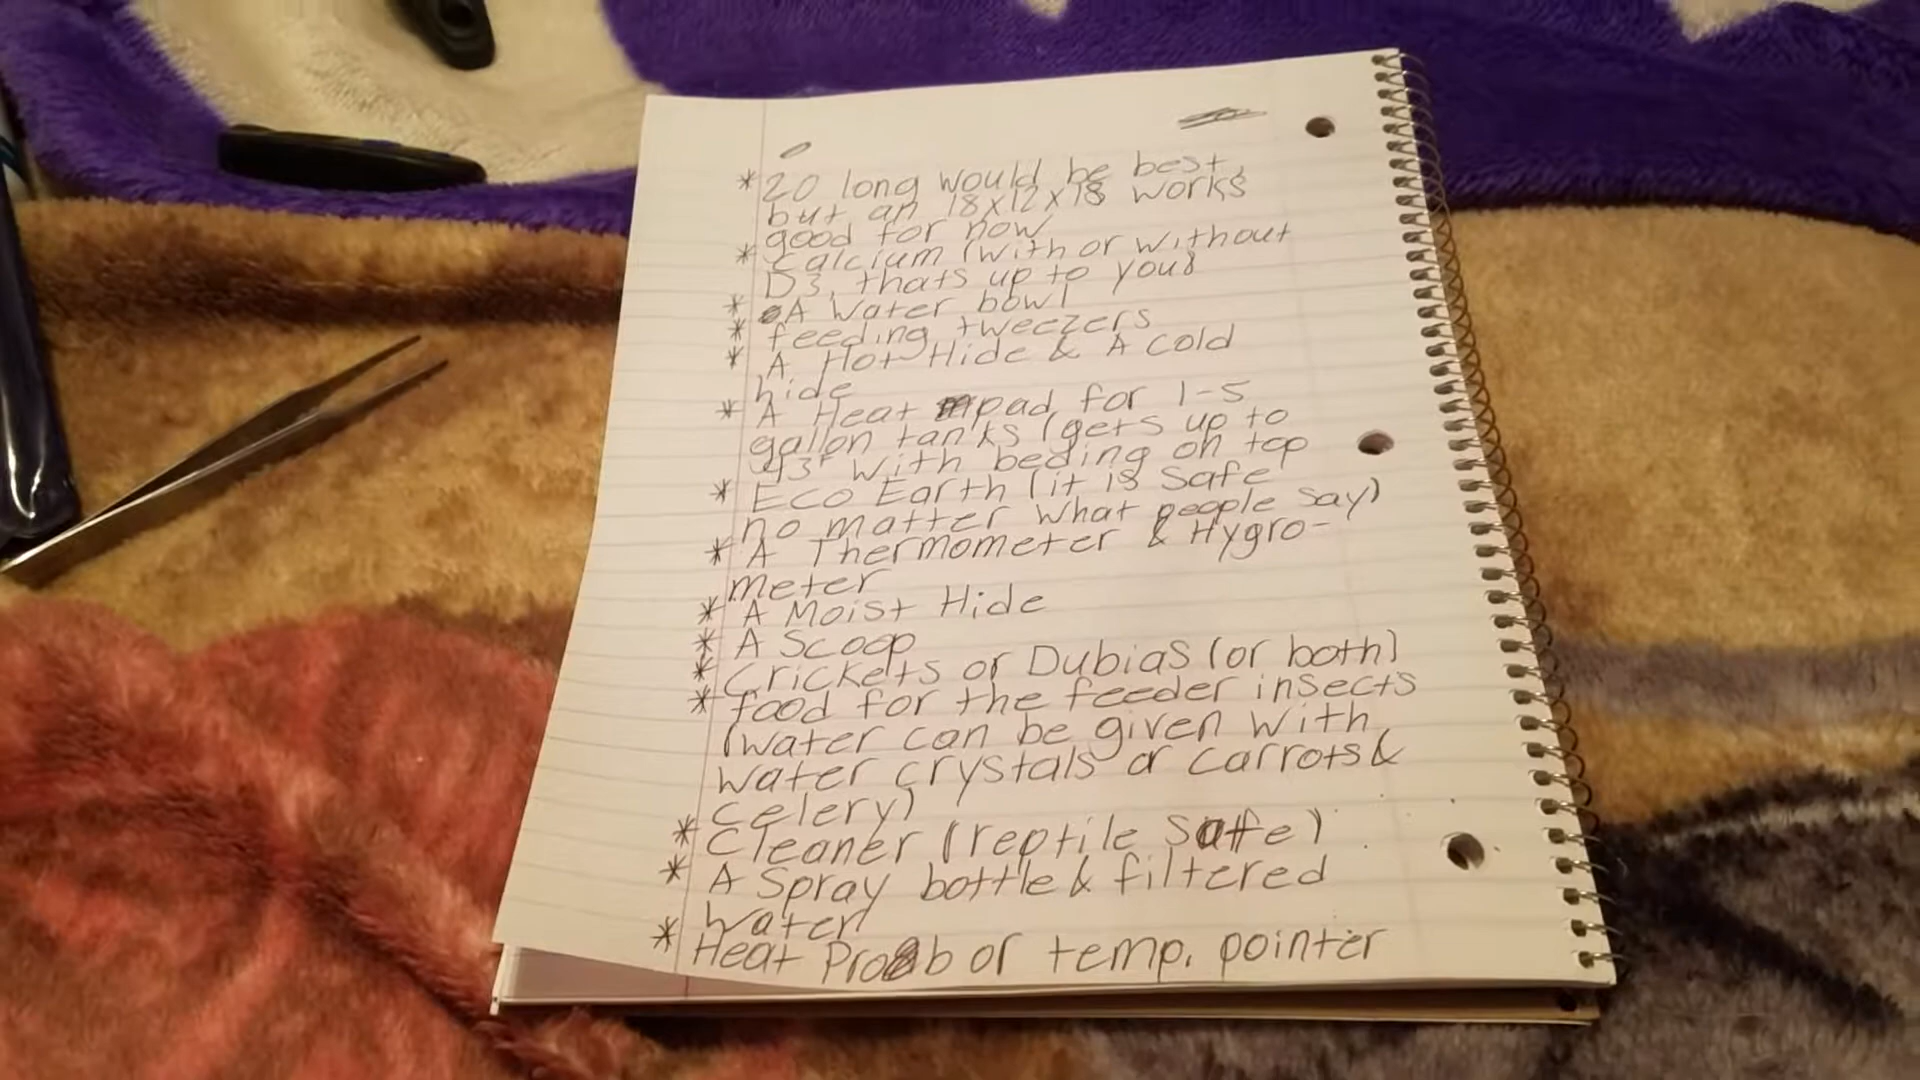 * 20 long would be best,
but an 18x12x18 works
good for now
* Calcium (with or without
D3, thats up to you)
* A Water bowl
* feeding tweezers
* A Hot Hide & A cold
hide
* A Heat pad, for 1-5
gallon tanks (gets up to
93F with beding on top
* Eco Earth (it is Safe
no matter what people say)
* A Thermometer & Hygro-
meter
* A Moist Hide
* A Scoop
* Crickets or Dubias (or both)
* food for the feeder insects
(water can be given with
water crystals or carrots &
celery)
* Cleaner (reptile Safe)
* A Spray bottle & filtered
water
* Heat Prob or temp. pointer